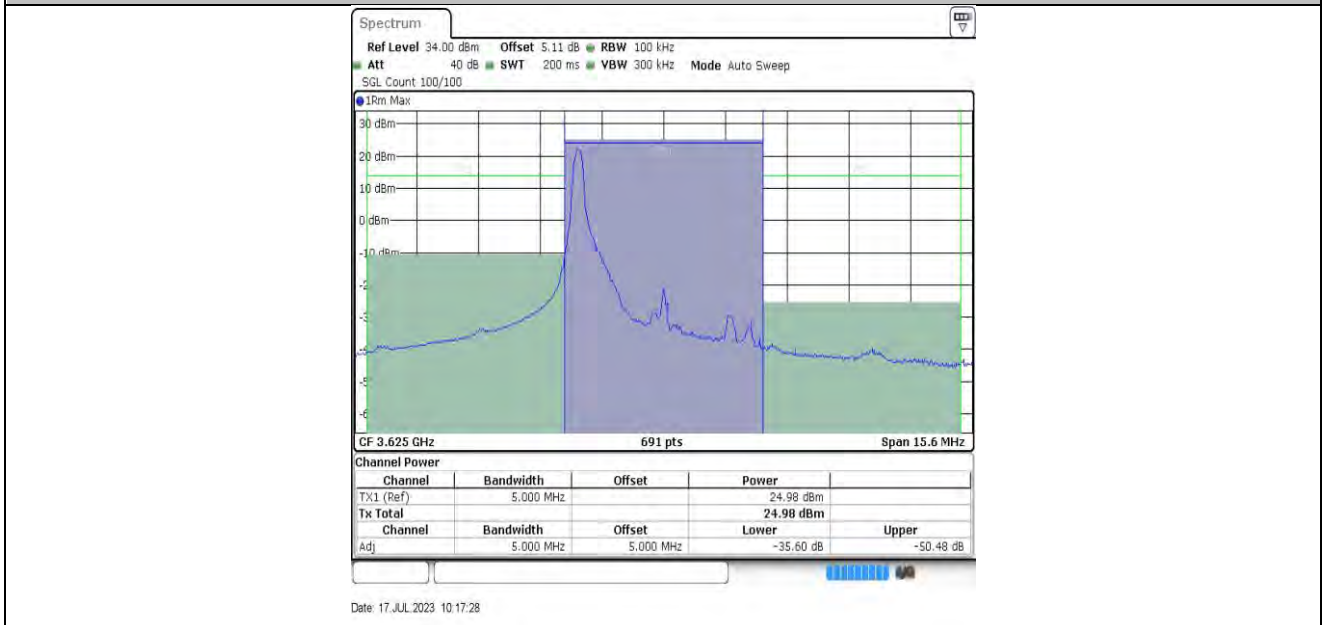 Spectrum
Ref Level 34.00 dBm Offset 5.11 dB RBW 100 kHz
Att 40 dB SWT 200 ms VBW 300 kHz Mode Auto Sweep
SGL Count 100/100
1Rm Max
30 dBm
20 dBm
10 dBm
0 dBm
-10 dBm
CF 3.625 GHz 691 pts Span 15.6 MHz
Channel Power
Channel Bandwidth Offset Power
TX1 (Ref) 5.000 MHz 24.98 dBm
Tx Total 24.98 dBm
Channel Bandwidth Offset Lower Upper
Adj 5.000 MHz 5.000 MHz -35.60 dB -50.48 dB
Date: 17.JUL.2023 10:17:28